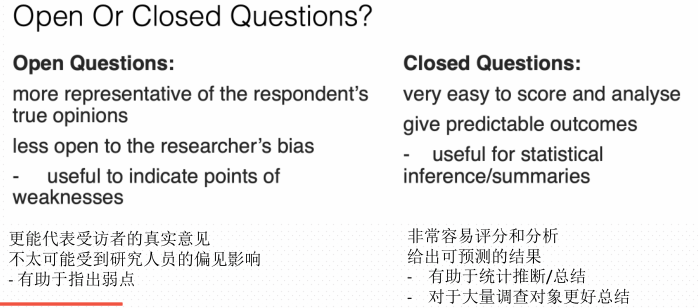 Open Or Closed Questions?
Open Questions:
more representative of the respondent's
true opinions
less open to the researcher's bias
- useful to indicate points of
weaknesses
更能代表受访者的真实意见
不太可能受到研究人员的偏见影响
- 有助于指出弱点
Closed Questions:
very easy to score and analyse
give predictable outcomes
- useful for statistical
inference/summaries
非常容易评分和分析
给出可预测的结果
- 有助于统计推断/总结
- 对于大量调查对象更好总结